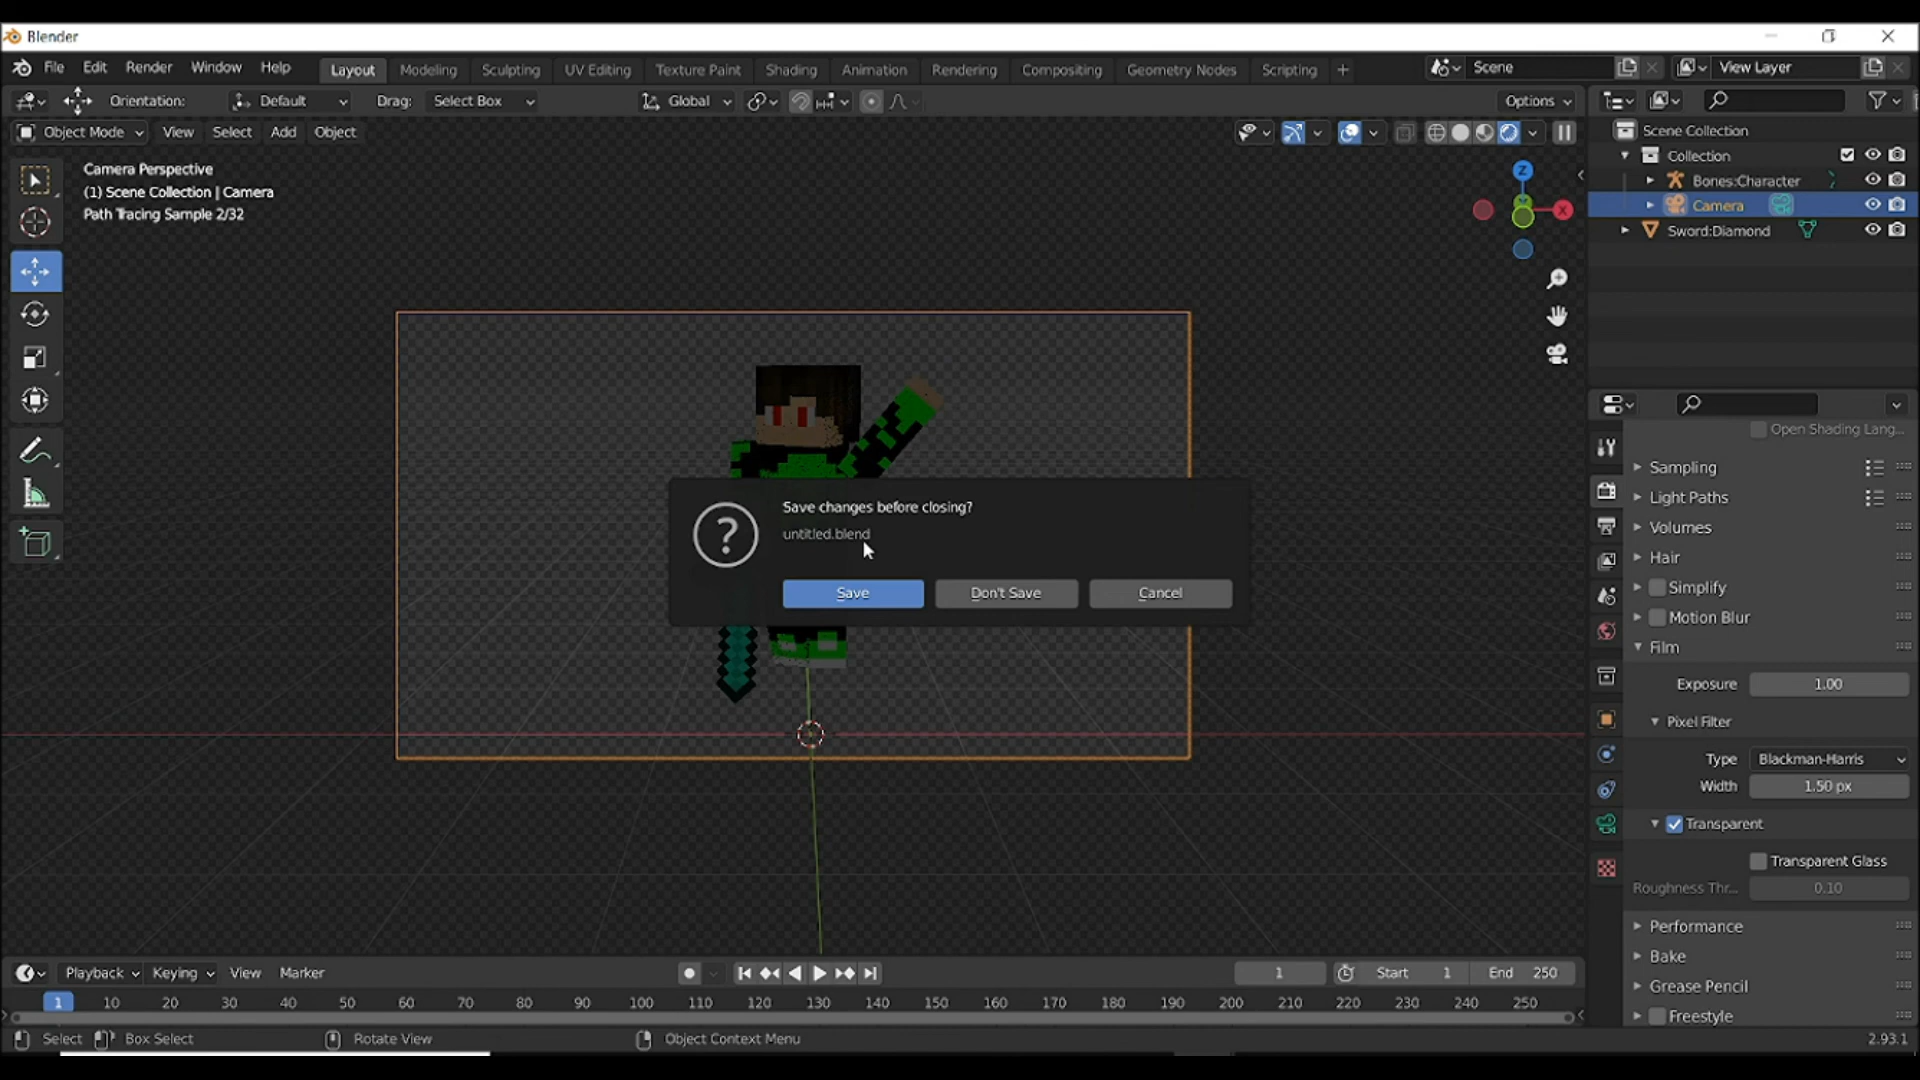 Blender
File Edit Render Window Help Layout Modeling Sculpting UV Editing Texture Paint Shading Animation Rendering Compositing Geometry Nodes Scripting + Scene View Layer
Orientation: Default Drag: Select Box Global Options
Object Mode View Select Add Object
Scene Collection
Collection
Bones:Character
Camera
Sword:Diamond
Camera Perspective
(1) Scene Collection | Camera
Path Tracing Sample 2/32
Z
X
Save changes before closing?
untitled.blend
Save Don't Save Cancel
Open Shading Lang...
Sampling
Light Paths
Volumes
Hair
Simplify
Motion Blur
Film
Exposure 1.00
Pixel Filter
Type Blackman-Harris
Width 1.50 px
Transparent
Transparent Glass
Roughness Thr... 0.10
Performance
Bake
Grease Pencil
Freestyle
Playback Keying View Marker 1 Start 1 End 250
1 10 20 30 40 50 60 70 80 90 100 110 120 130 140 150 160 170 180 190 200 210 220 230 240 250
Select Box Select Rotate View Object Context Menu 2.93.1